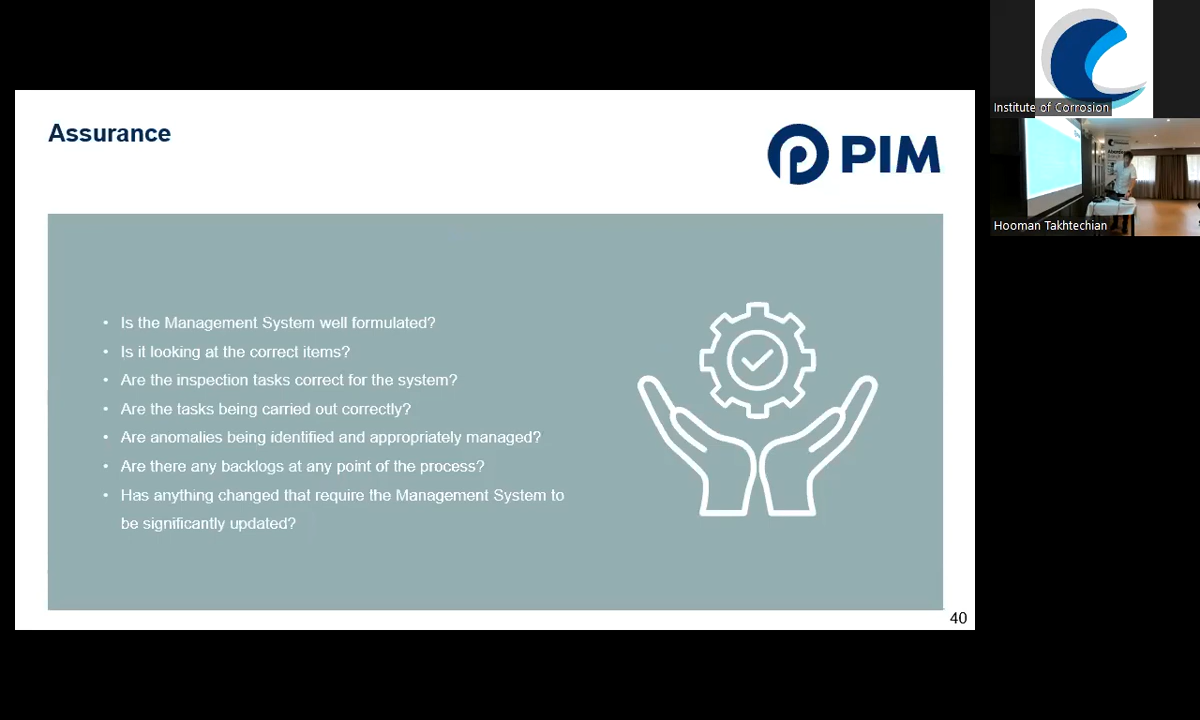 Assurance
PIM
• Is the Management System well formulated?
• Is it looking at the correct items?
• Are the inspection tasks correct for the system?
• Are the tasks being carried out correctly?
• Are anomalies being identified and appropriately managed?
• Are there any backlogs at any point of the process?
• Has anything changed that require the Management System to
be significantly updated?
40
Institute of Corrosion
Hooman Takhtechian